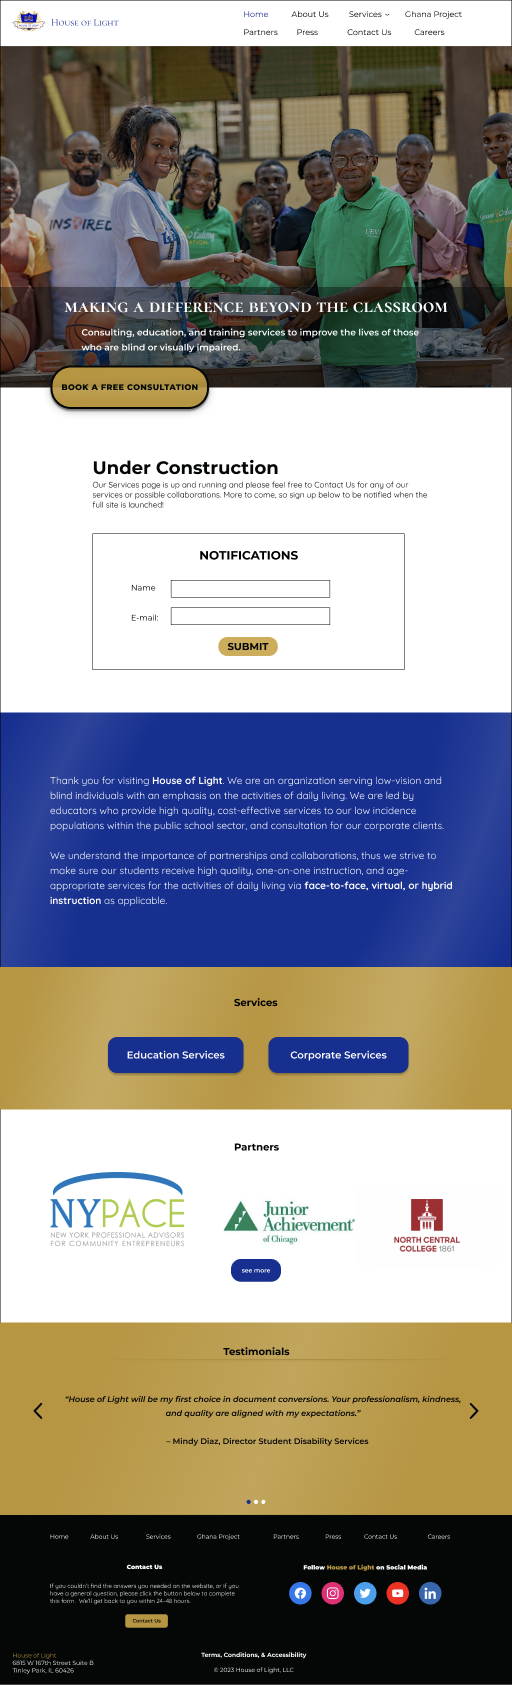 House of Light
Home About Us Services Ghana Project
Partners Press Contact Us Careers
INSPIRED
MAKING A DIFFERENCE BEYOND THE CLASSROOM
Consulting, education, and training services to improve the lives of those
who are blind or visually impaired.
BOOK A FREE CONSULTATION
Under Construction
Our Services page is up and running and please feel free to Contact Us for any of our
services or possible collaborations. More to come, so sign up below to be notified when the
full site is launched!
NOTIFICATIONS
Name
E-mail:
SUBMIT
Thank you for visiting House of Light. We are an organization serving low-vision and
blind individuals with an emphasis on the activities of daily living. We are led by
educators who provide high quality, cost-effective services to our low incidence
populations within the public school sector, and consultation for our corporate clients.
We understand the importance of partnerships and collaborations, thus we strive to
make sure our students receive high quality, one-on-one instruction, and age-
appropriate services for the activities of daily living via face-to-face, virtual, or hybrid
instruction as applicable.
Services
Education Services Corporate Services
Partners
NYPACE
NEW YORK PROFESSIONAL ADVISORS
FOR COMMUNITY ENTREPRENEURS
Junior
Achievement
of Chicago
NORTH CENTRAL
COLLEGE 1861
see more
Testimonials
“House of Light will be my first choice in document conversions. Your professionalism, kindness,
and quality are aligned with my expectations.”
– Mindy Diaz, Director Student Disability Services
Home About Us Services Ghana Project Partners Press Contact Us Careers
Contact Us
If you couldn't find the answers you needed on the website, or if you
have a general question, please click the button below to complete
this form. We'll get back to you within 24-48 hours.
Contact Us
Follow House of Light on Social Media
House of Light
6815 W 167th Street Suite B
Tinley Park, IL 60426
Terms, Conditions, & Accessibility
© 2023 House of Light, LLC